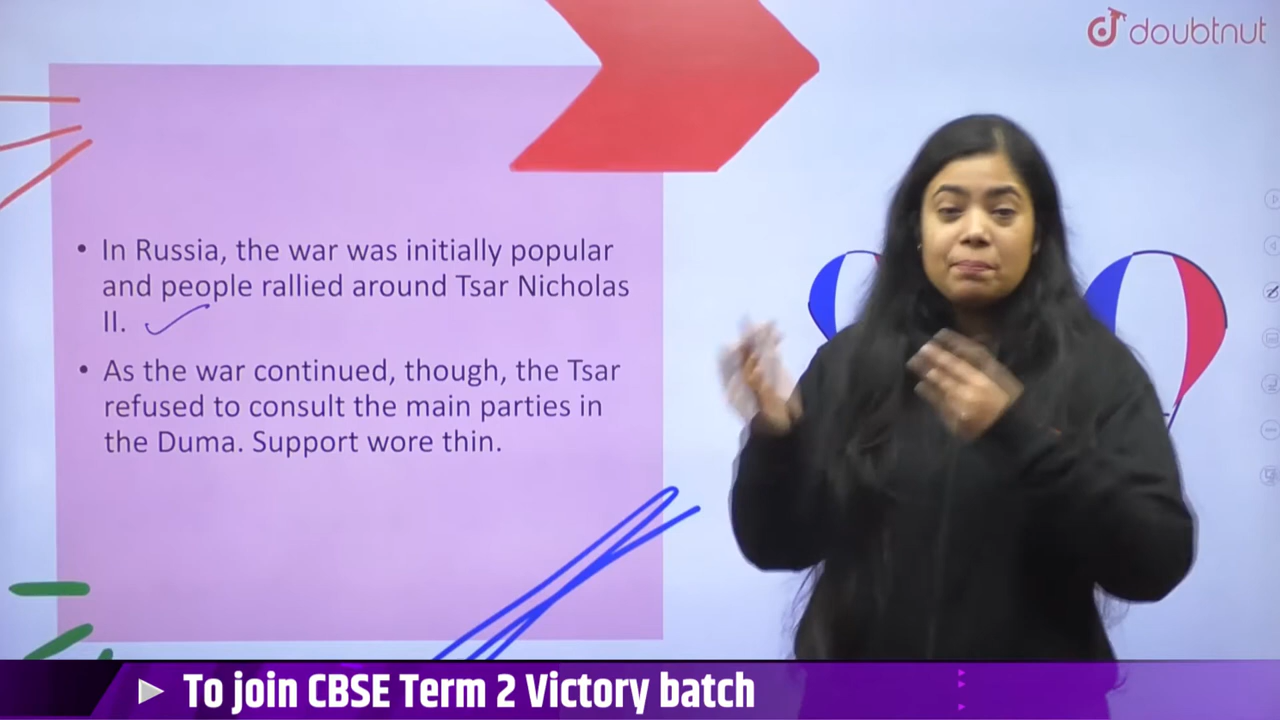 doubtnut
• In Russia, the war was initially popular
and people rallied around Tsar Nicholas
II.
• As the war continued, though, the Tsar
refused to consult the main parties in
the Duma. Support wore thin.
To join CBSE Term 2 Victory batch